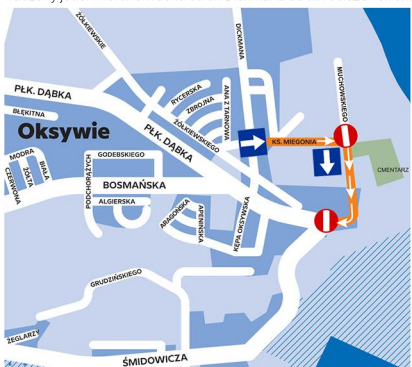 ŻÓŁKIEWSKIE
DICKMANA
PŁK. DĄBKA
RYCERSKA
ZBROJNA
ANA Z TARNOWA
MUCHOWSKIEGO
BŁĘKITNA
Oksywie
ŻÓŁKIEWSKIEGO
PŁK. DĄBKA
KS. MIEGONIA
MODRA
BIAŁA
ŻÓŁTA
CZERWONA
GODEBSKIEGO
CMENTARZ
PODCHORĄŻYCH
BOSMAŃSKA
ALGIERSKA
ARAGOŃSKA
APENIŃSKA
KĘPA OKSYWSKA
GRUDZIŃSKIEGO
ŻEGLARZY
ŚMIDOWICZA